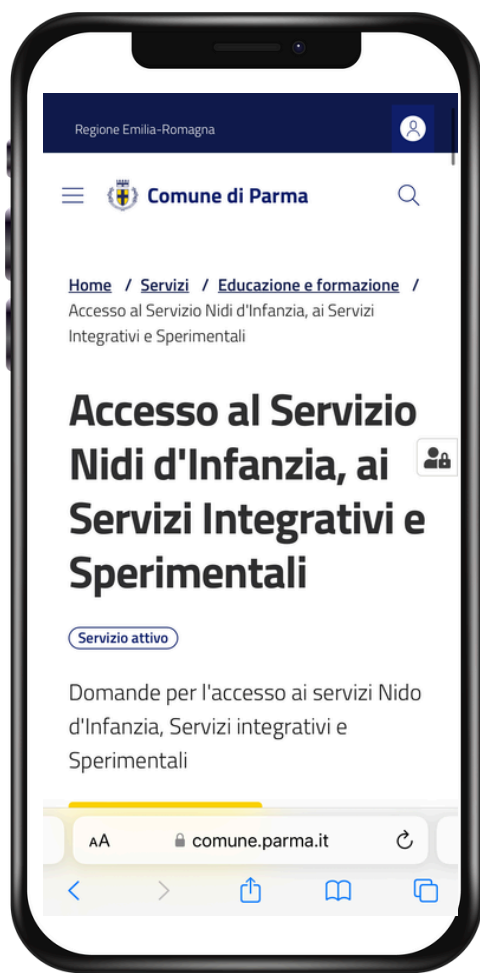 Regione Emilia-Romagna
Comune di Parma
Home / Servizi / Educazione e formazione /
Accesso al Servizio Nidi d'Infanzia, ai Servizi
Integrativi e Sperimentali
Accesso al Servizio
Nidi d'Infanzia, ai
Servizi Integrativi e
Sperimentali
Servizio attivo
Domande per l'accesso ai servizi Nido
d'Infanzia, Servizi integrativi e
Sperimentali
AA comune.parma.it